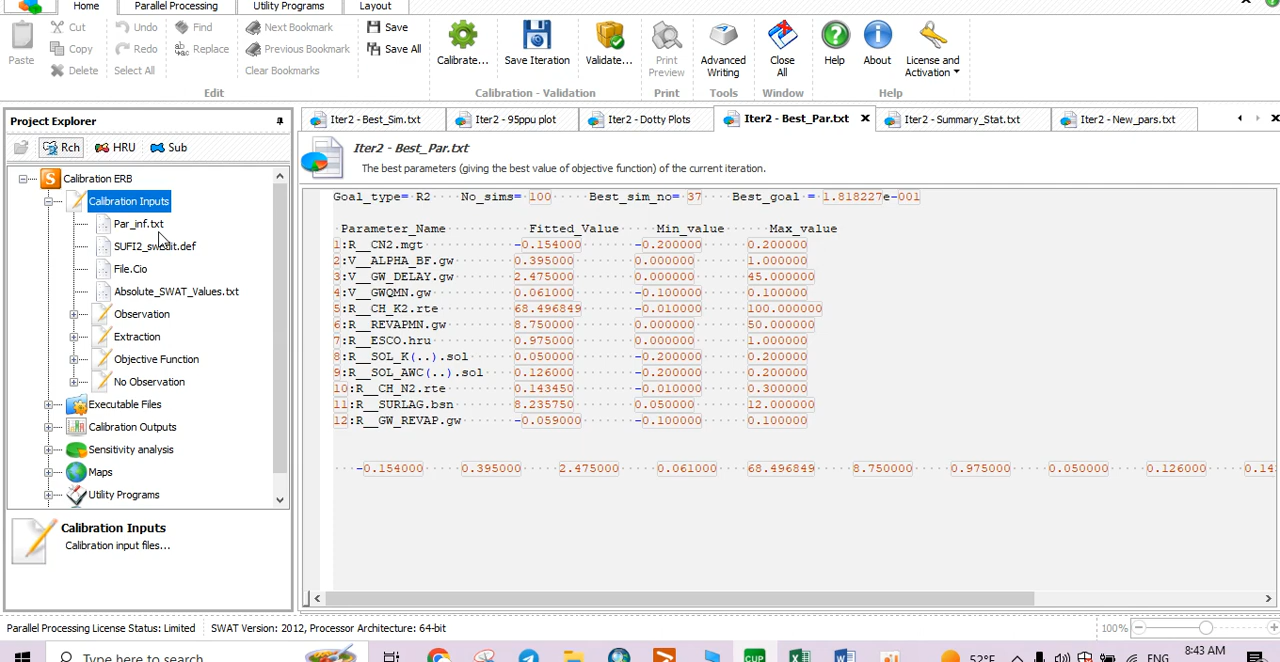 Home Parallel Processing Utility Programs Layout
Paste
Cut
Copy
Delete
Undo
Redo
Select All
Find
Replace
Next Bookmark
Previous Bookmark
Clear Bookmarks
Edit
Save
Save All
Calibrate...
Save Iteration
Validate...
Calibration - Validation
Print Preview
Print
Advanced Writing
Tools
Close All
Window
Help
About
License and Activation
Help
Project Explorer
Rch HRU Sub
Calibration ERB
Calibration Inputs
Par_inf.txt
File.Cio
Absolute_SWAT_Values.txt
Observation
Extraction
Objective Function
No Observation
Executable Files
Calibration Outputs
Sensitivity analysis
Maps
Utility Programs
Calibration Inputs
Calibration input files...
Iter2 - Best_Sim.txt Iter2 - 95ppu plot Iter2 - Dotty Plots Iter2 - Best_Par.txt Iter2 - Summary_Stat.txt Iter2 - New_pars.txt
Iter2 - Best_Par.txt
The best parameters (giving the best value of objective function) of the current iteration.
Goal_type= R2 No_sims= 100 Best_sim_no= 37 Best_goal = 1.818227e-001
Parameter_Name Fitted_Value Min_value Max_value
1:R__CN2.mgt -0.154000 -0.200000 0.200000
2:V__ALPHA_BF.gw 0.395000 0.000000 1.000000
3:V__GW_DELAY.gw 2.475000 0.000000 45.000000
4:V__GWQMN.gw 0.061000 -0.100000 0.100000
5:R__CH_K2.rte 68.496849 -0.010000 100.000000
6:R__REVAPMN.gw 8.750000 0.000000 50.000000
7:R__ESCO.hru 0.975000 0.000000 1.000000
8:R__SOL_K(..).sol 0.050000 -0.200000 0.200000
9:R__SOL_AWC(..).sol 0.126000 -0.200000 0.200000
10:R__CH_N2.rte 0.143450 -0.010000 0.300000
11:R__SURLAG.bsn 8.235750 0.050000 12.000000
12:R__GW_REVAP.gw -0.059000 -0.100000 0.100000
-0.154000 0.395000 2.475000 0.061000 68.496849 8.750000 0.975000 0.050000 0.126000 0.14
Parallel Processing License Status: Limited SWAT Version: 2012, Processor Architecture: 64-bit
100%
Type here to search
CUP
52°F
ENG
8:43 AM